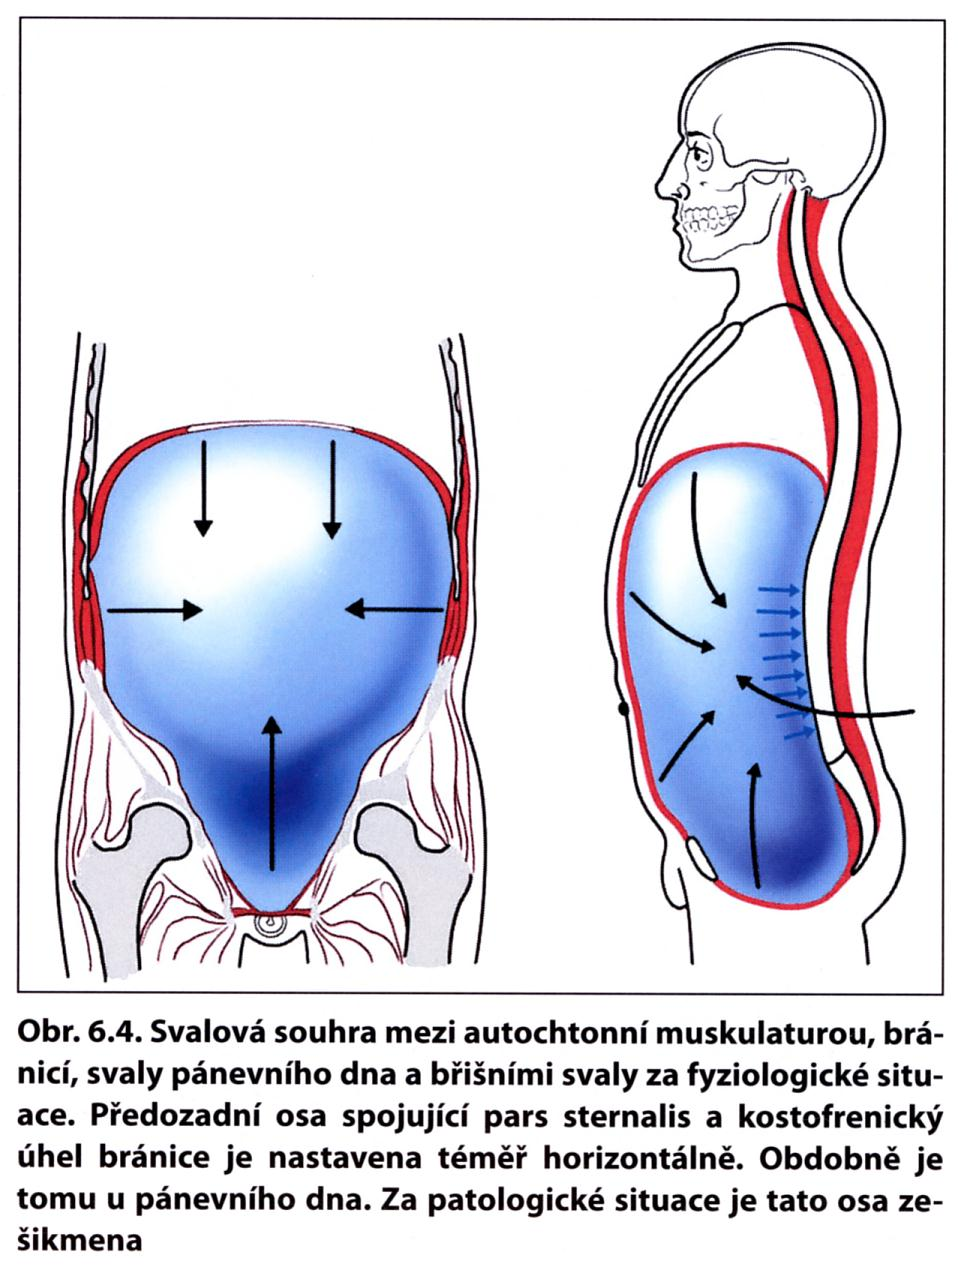 Obr. 6.4. Svalová souhra mezi autochtonní muskulaturou, brá-
nicí, svaly pánevního dna a břišními svaly za fyziologické situ-
ace. Předozadní osa spojující pars sternalis a kostofrenický
úhel bránice je nastavena téměř horizontálně. Obdobně je
tomu u pánevního dna. Za patologické situace je tato osa ze-
šikmena